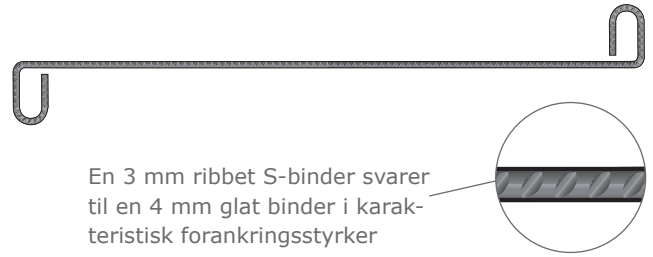 En 3 mm ribbet S-binder svarer
til en 4 mm glat binder i karak-
teristisk forankringsstyrker